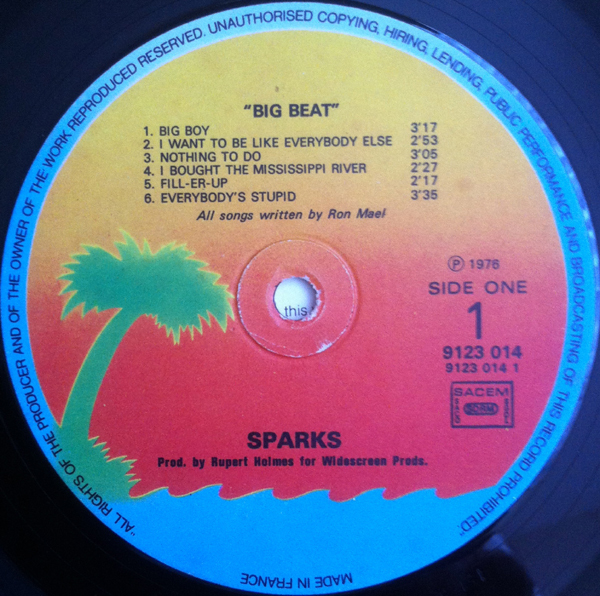 "ALL RIGHTS OF THE PRODUCER AND OF THE OWNER OF THE WORK REPRODUCED RESERVED. UNAUTHORISED COPYING, HIRING, LENDING, PUBLIC PERFORMANCE AND BROADCASTING OF THIS RECORD PROHIBITED"
"BIG BEAT"
1. BIG BOY 3'17
2. I WANT TO BE LIKE EVERYBODY ELSE 2'53
3. NOTHING TO DO 3'05
4. I BOUGHT THE MISSISSIPPI RIVER 2'27
5. FILL-ER-UP 2'17
6. EVERYBODY'S STUPID 3'35
All songs written by Ron Mael
℗ 1976
SIDE ONE
1
this
9123 014
9123 014 1
SACEM
SDRM
SPARKS
Prod. by Rupert Holmes for Widescreen Prods.
MADE IN FRANCE